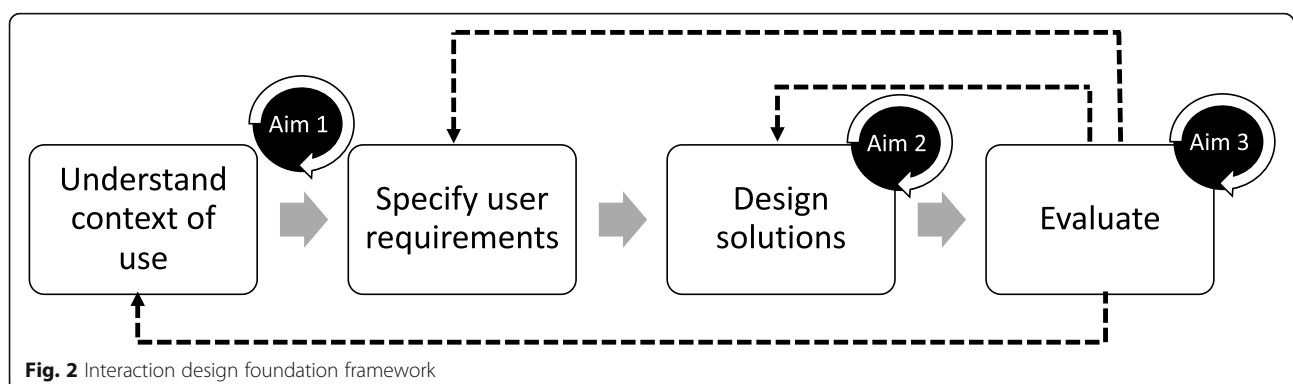 Aim 1
Understand
context of
use
Specify user
requirements
Aim 2
Design
solutions
Aim 3
Evaluate
Fig. 2 Interaction design foundation framework